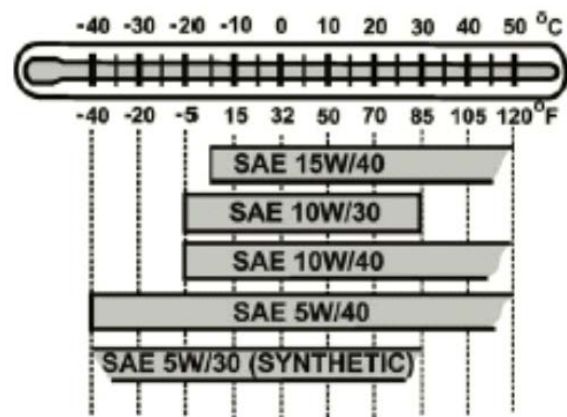 -40 -30 -20 -10 0 10 20 30 40 50 °C
-40 -20 -5 15 32 50 70 85 105 120 °F
SAE 15W/40
SAE 10W/30
SAE 10W/40
SAE 5W/40
SAE 5W/30 (SYNTHETIC)